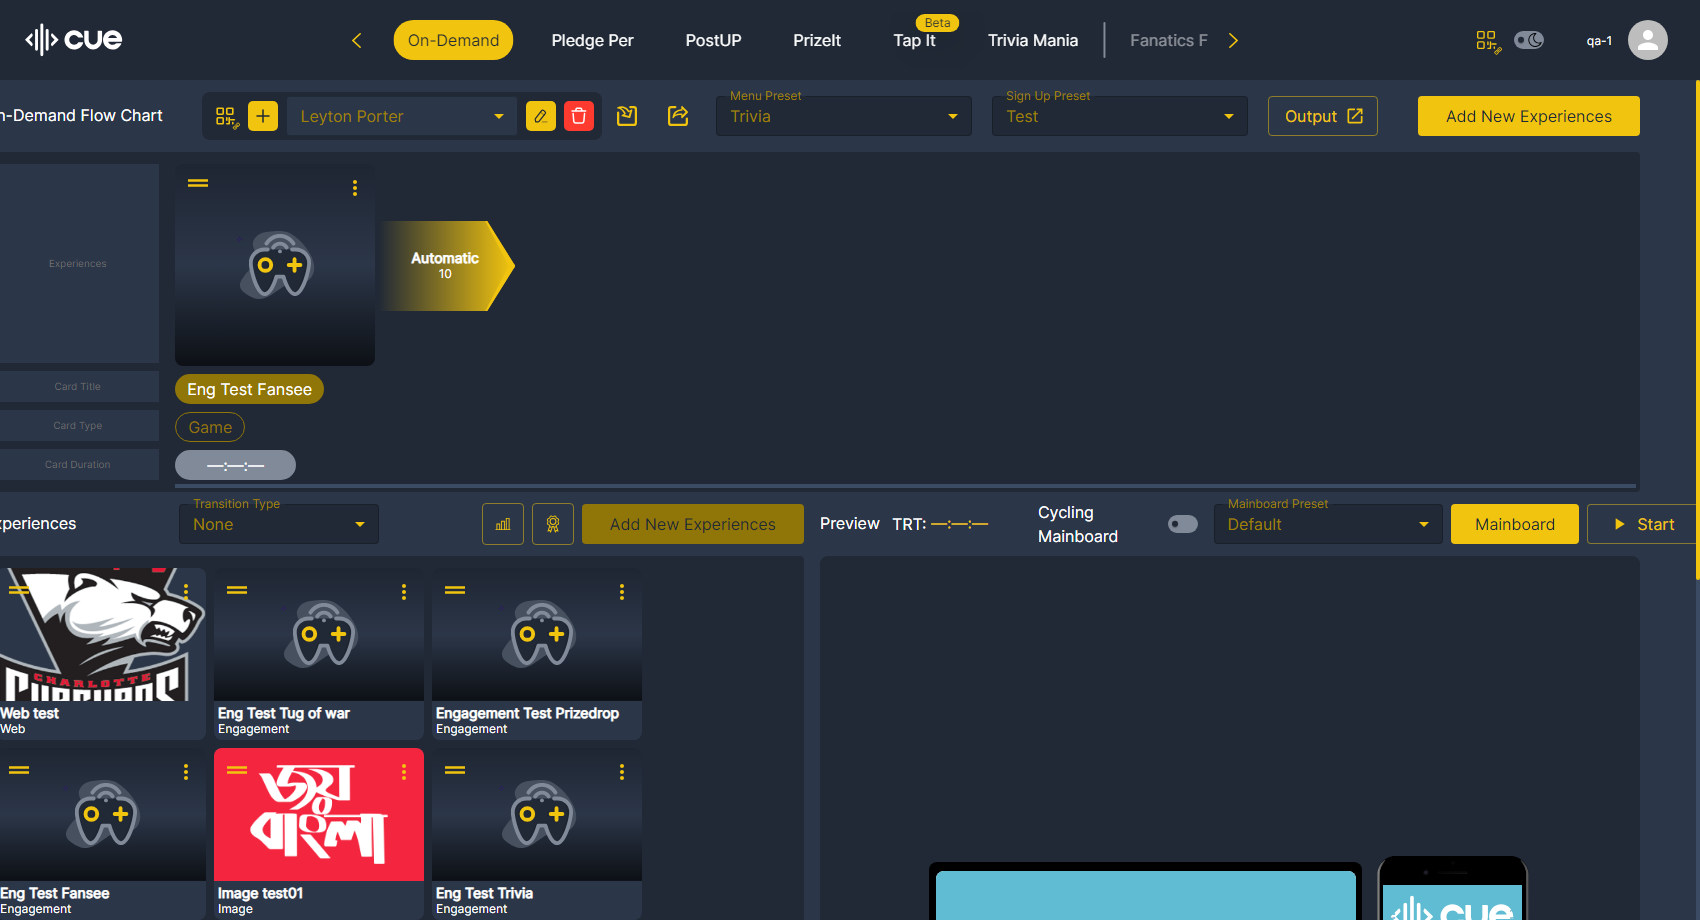 cue
On-Demand
Pledge Per
PostUP
PrizeIt
Beta
Tap It
Trivia Mania
Fanatics F
qa-1
n-Demand Flow Chart
Leyton Porter
Menu Preset
Trivia
Sign Up Preset
Test
Output
Add New Experiences
Experiences
Automatic
10
Card Title
Eng Test Fansee
Card Type
Game
Card Duration
—:—:—
xperiences
Transition Type
None
Add New Experiences
Preview
TRT: —:—:—
Cycling
Mainboard
Mainboard Preset
Default
Mainboard
Start
CHARLOTTE
Web test
Web
Eng Test Tug of war
Engagement
Engagement Test Prizedrop
Engagement
Eng Test Fansee
Engagement
জয়
বাংলা
Image test01
Image
Eng Test Trivia
Engagement
cue